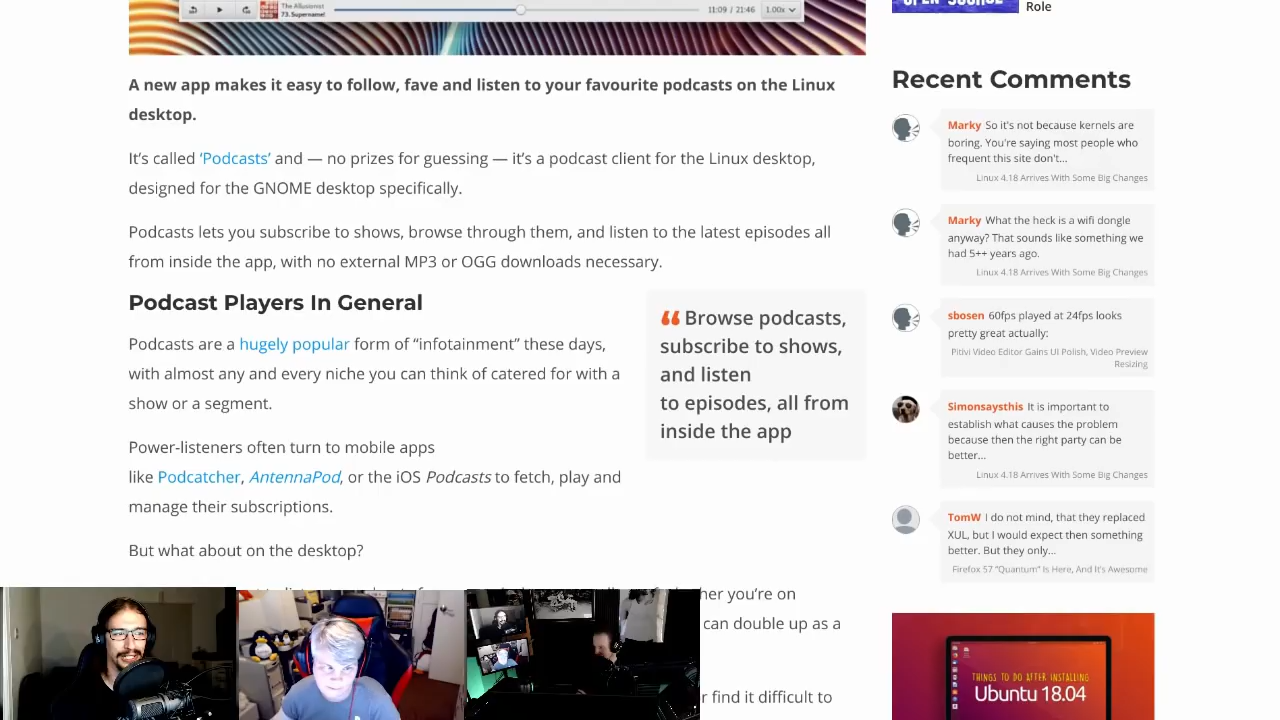 The Allusionist
73. Supername!
11:09 / 21:46
1.00x
OPEN SOURCE
Role
A new app makes it easy to follow, fave and listen to your favourite podcasts on the Linux
desktop.
It's called 'Podcasts' and — no prizes for guessing — it's a podcast client for the Linux desktop,
designed for the GNOME desktop specifically.
Podcasts lets you subscribe to shows, browse through them, and listen to the latest episodes all
from inside the app, with no external MP3 or OGG downloads necessary.
Podcast Players In General
Podcasts are a hugely popular form of “infotainment” these days,
with almost any and every niche you can think of catered for with a
show or a segment.
Power-listeners often turn to mobile apps
like Podcatcher, AntennaPod, or the iOS Podcasts to fetch, play and
manage their subscriptions.
But what about on the desktop?
her you're on
can double up as a
r find it difficult to
“ Browse podcasts,
subscribe to shows,
and listen
to episodes, all from
inside the app
Recent Comments
Marky So it's not because kernels are
boring. You're saying most people who
frequent this site don't...
Linux 4.18 Arrives With Some Big Changes
Marky What the heck is a wifi dongle
anyway? That sounds like something we
had 5++ years ago.
Linux 4.18 Arrives With Some Big Changes
sbosen 60fps played at 24fps looks
pretty great actually:
Pitivi Video Editor Gains UI Polish, Video Preview
Resizing
Simonsaysthis It is important to
establish what causes the problem
because then the right party can be
better...
Linux 4.18 Arrives With Some Big Changes
TomW I do not mind, that they replaced
XUL, but I would expect then something
better. But they only...
Firefox 57 “Quantum” Is Here, And It's Awesome
THINGS TO DO AFTER INSTALLING
Ubuntu 18.04